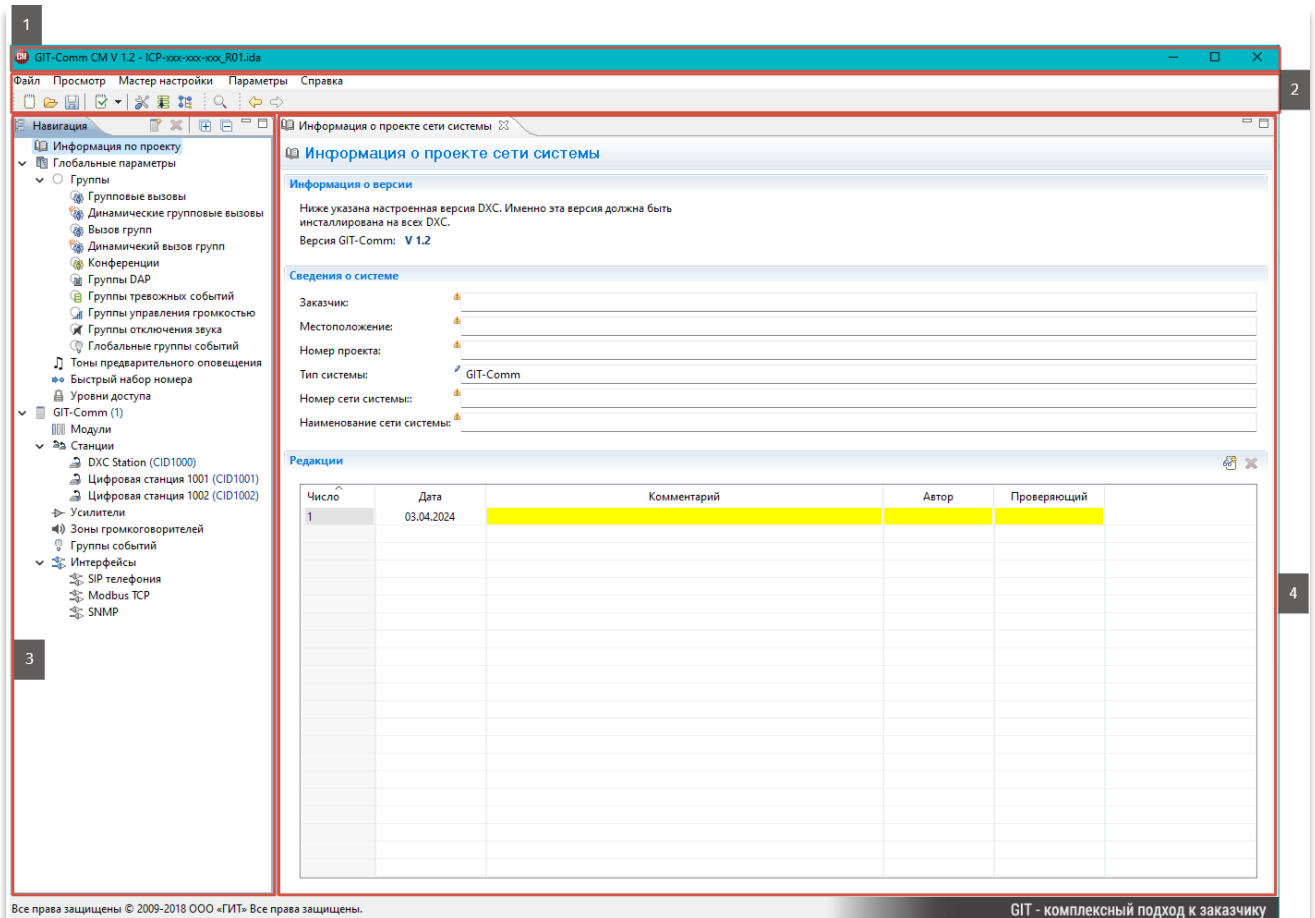 1
GIT-Comm CM V 1.2 - ICP-xxx-xxx-xxx_R01.ida
Файл Просмотр Мастер настройки Параметры Справка
2
Навигация
Информация по проекту
Глобальные параметры
Группы
Групповые вызовы
Динамические групповые вызовы
Вызов групп
Динамичекий вызов групп
Конференции
Группы DAP
Группы тревожных событий
Группы управления громкостью
Группы отключения звука
Глобальные группы событий
Тоны предварительного оповещения
Быстрый набор номера
Уровни доступа
GIT-Comm (1)
Модули
Станции
DXC Station (CID1000)
Цифровая станция 1001 (CID1001)
Цифровая станция 1002 (CID1002)
Усилители
Зоны громкоговорителей
Группы событий
Интерфейсы
SIP телефония
Modbus TCP
SNMP
3
Информация о проекте сети системы
Информация о проекте сети системы
Информация о версии
Ниже указана настроенная версия DXC. Именно эта версия должна быть
инсталлирована на всех DXC.
Версия GIT-Comm: V 1.2
Сведения о системе
Заказчик:
Местоположение:
Номер проекта:
Тип системы: GIT-Comm
Номер сети системы::
Наименование сети системы:
Редакции
Число Дата Комментарий Автор Проверяющий
1 03.04.2024
4
Все права защищены © 2009-2018 ООО «ГИТ» Все права защищены.
GIT - комплексный подход к заказчику